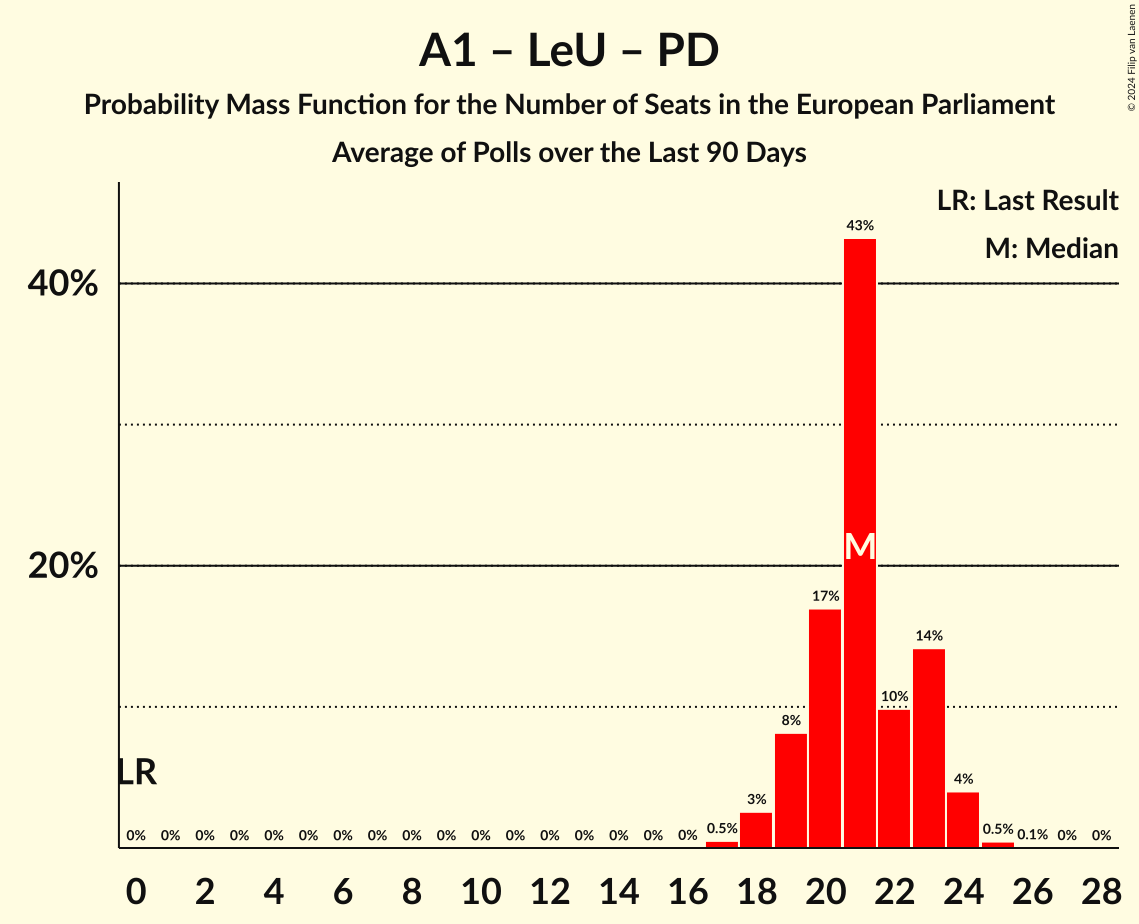 A1 – LeU – PD
Probability Mass Function for the Number of Seats in the European Parliament
Average of Polls over the Last 90 Days
© 2024 Filip van Laenen
LR: Last Result
M: Median
43%
40%
M
20%
17%
14%
10%
8%
LR
4%
3%
0% 0% 0% 0% 0% 0% 0% 0% 0% 0% 0% 0% 0% 0% 0% 0% 0% 0.5% 0.5% 0.1% 0% 0%
0 2 4 6 8 10 12 14 16 18 20 22 24 26 28